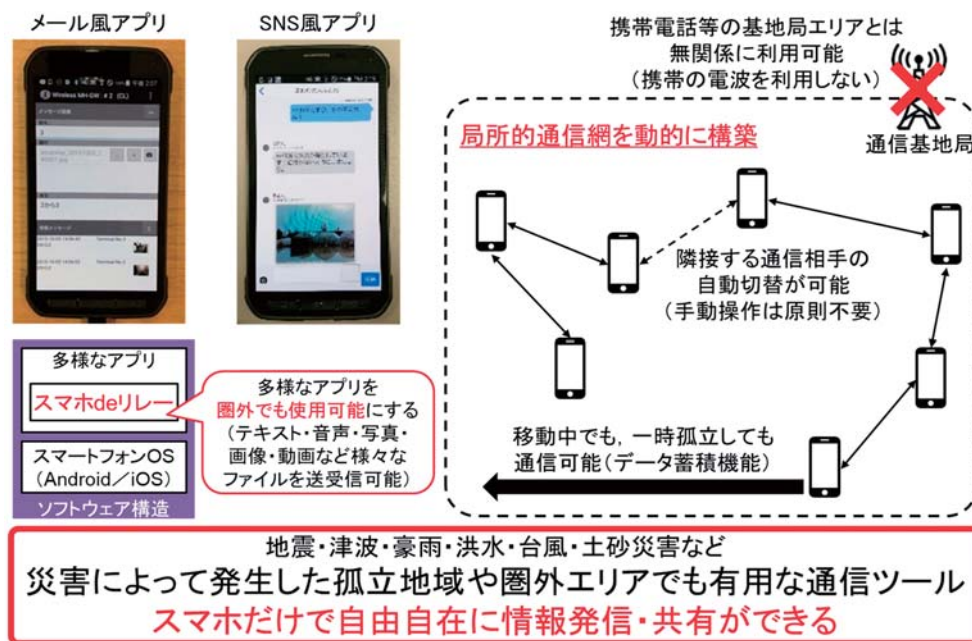 メール風アプリ
SNS風アプリ
Wireless MH-GW : # 2 (CL)
携帯電話等の基地局エリアとは
無関係に利用可能
(携帯の電波を利用しない)
通信基地局
局所的通信網を動的に構築
隣接する通信相手の
自動切替が可能
(手動操作は原則不要)
移動中でも,一時孤立しても
通信可能(データ蓄積機能)
多様なアプリ
スマホdeリレー
スマートフォンOS
(Android/iOS)
ソフトウェア構造
多様なアプリを
圏外でも使用可能にする
(テキスト・音声・写真・
画像・動画など様々な
ファイルを送受信可能)
地震・津波・豪雨・洪水・台風・土砂災害など
災害によって発生した孤立地域や圏外エリアでも有用な通信ツール
スマホだけで自由自在に情報発信・共有ができる